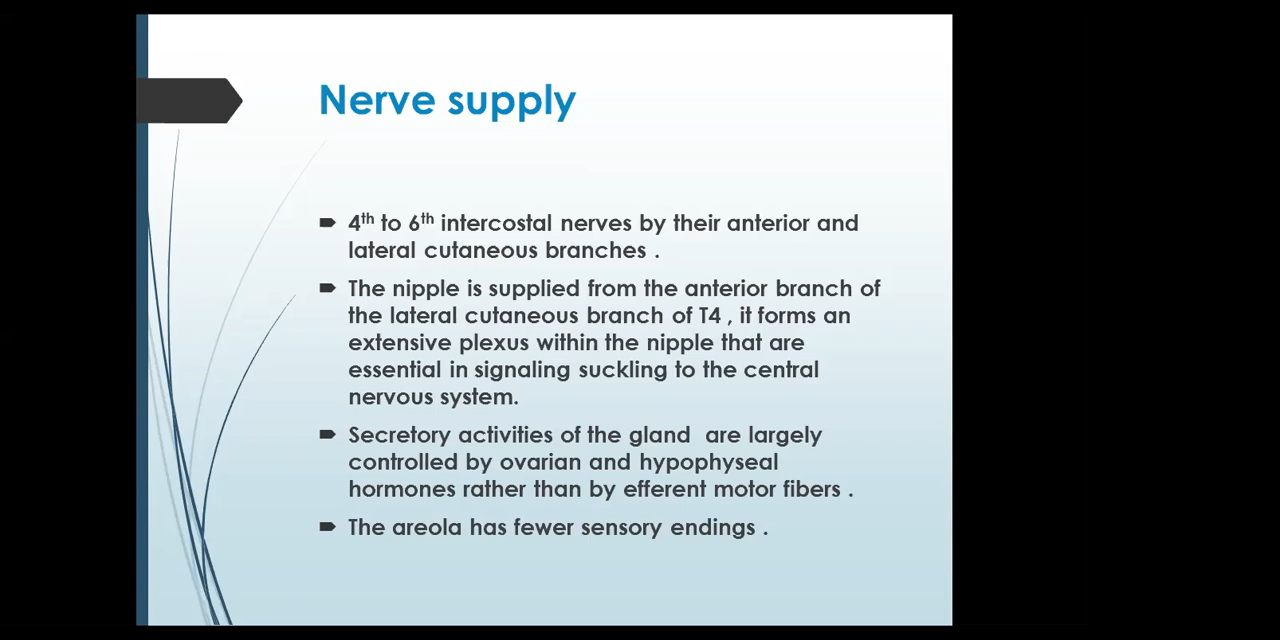 Nerve supply
4th to 6th intercostal nerves by their anterior and
lateral cutaneous branches .
The nipple is supplied from the anterior branch of
the lateral cutaneous branch of T4 , it forms an
extensive plexus within the nipple that are
essential in signaling suckling to the central
nervous system.
Secretory activities of the gland  are largely
controlled by ovarian and hypophyseal
hormones rather than by efferent motor fibers .
The areola has fewer sensory endings .